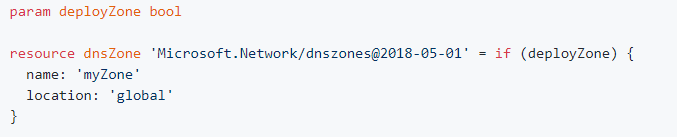 param deployZone bool
resource dnsZone 'Microsoft.Network/dnszones@2018-05-01' = if (deployZone) {
name: 'myZone'
location: 'global'
}